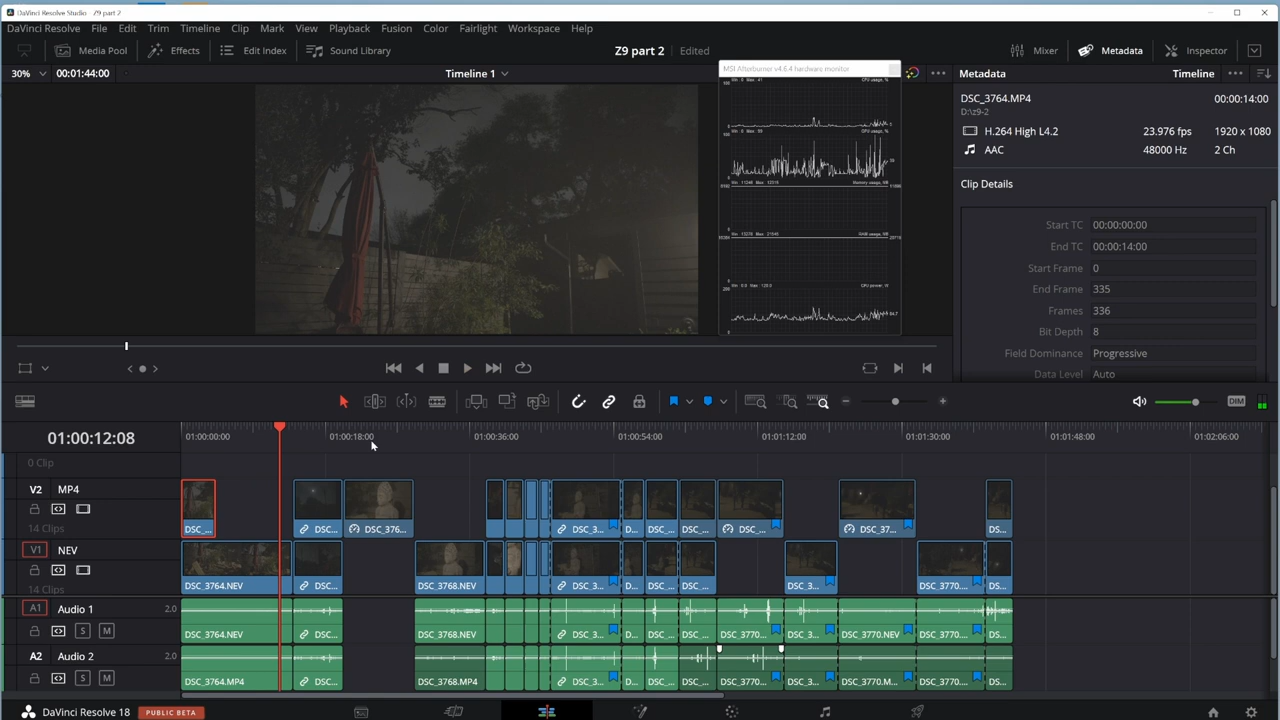 DaVinci Resolve Studio - Z9 part 2
DaVinci Resolve File Edit Trim Timeline Clip Mark View Playback Fusion Color Fairlight Workspace Help
Media Pool Effects Edit Index Sound Library Z9 part 2 Edited Mixer Metadata Inspector
30% 00:01:44:00 Timeline 1 Metadata Timeline
MSI Afterburner v4.6.4 hardware monitor
DSC_3764.MP4 00:00:14:00
D:\z9-2
H.264 High L4.2 23.976 fps 1920 x 1080
AAC 48000 Hz 2 Ch
Clip Details
Start TC 00:00:00:00
End TC 00:00:14:00
Start Frame 0
End Frame 335
Frames 336
Bit Depth 8
Field Dominance Progressive
Data Level Auto
DIM
01:00:12:08 01:00:00:00 01:00:18:00 01:00:36:00 01:00:54:00 01:01:12:00 01:01:30:00 01:01:48:00 01:02:06:00
0 Clip
V2 MP4
14 Clips DSC_... DSC... DSC_376... DSC_3... D... DSC_... DSC_... DSC_... DSC_37... DS...
V1 NEV
14 Clips DSC_3764.NEV DSC... DSC_3768.NEV DSC_3... D... DSC_... DSC_... DSC_3... DSC_3770.... DS...
A1 Audio 1 2.0
S M DSC_3764.NEV DSC... DSC_3768.NEV DSC_3... D... DSC_... DSC_... DSC_3770... DSC_3... DSC_3770.NEV DSC_3770.... DS...
A2 Audio 2 2.0
S M DSC_3764.MP4 DSC... DSC_3768.MP4 DSC_3... D... DSC_... DSC_... DSC_3770... DSC_3... DSC_3770.M... DSC_3770... DS...
DaVinci Resolve 18 PUBLIC BETA